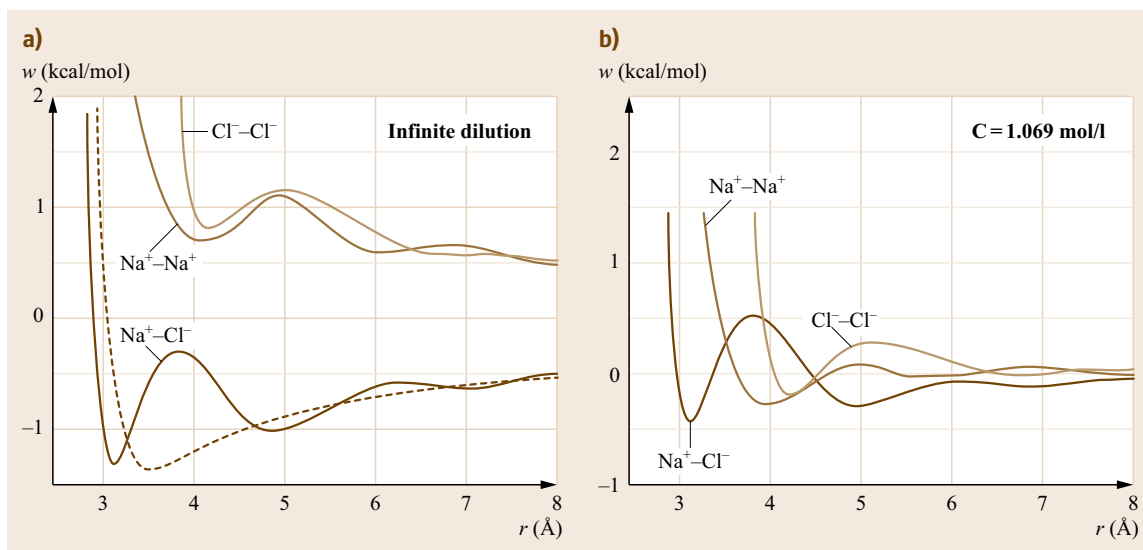 a)
w (kcal/mol)
2
1
0
–1
Cl⁻–Cl⁻
Infinite dilution
Na⁺–Na⁺
Na⁺–Cl⁻
3 4 5 6 7 8
r (Å)
b)
w (kcal/mol)
2
1
0
–1
C = 1.069 mol/l
Na⁺–Na⁺
Cl⁻–Cl⁻
Na⁺–Cl⁻
3 4 5 6 7 8
r (Å)